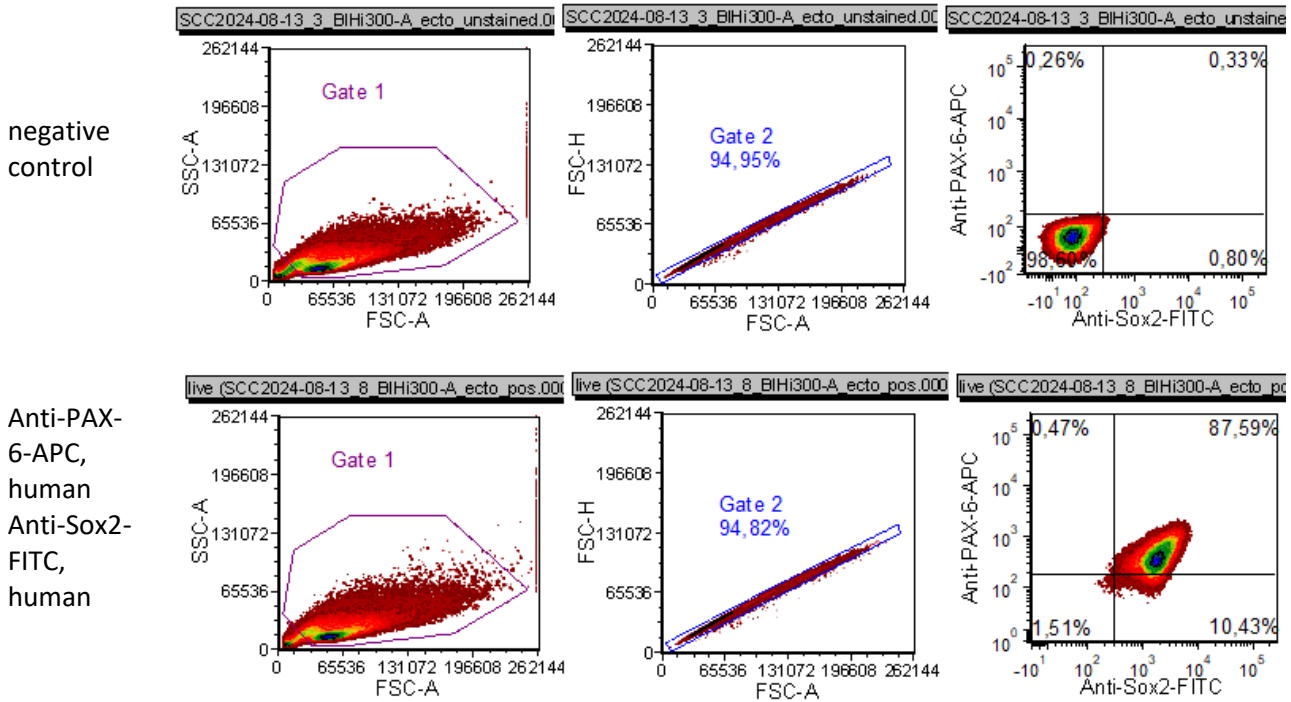 negative
control
SCC2024-08-13_3_BIHi300-A_ecto_unstained.00
262144
196608
131072
65536
0
SSC-A
Gate 1
0 65536 131072 196608 262144
FSC-A
SCC2024-08-13_3_BIHi300-A_ecto_unstained.00
262144
196608
131072
65536
0
FSC-H
Gate 2
94,95%
0 65536 131072 196608 262144
FSC-A
SCC2024-08-13_3_BIHi300-A_ecto_unstaine
0,26% 0,33%
98,60% 0,80%
Anti-PAX-6-APC
10^5
10^4
10^3
10^2
-10^2
-10^1 10^2 10^3 10^4 10^5
Anti-Sox2-FITC
Anti-PAX-
6-APC,
human
Anti-Sox2-
FITC,
human
live (SCC2024-08-13_8_BIHi300-A_ecto_pos.000
262144
196608
131072
65536
0
SSC-A
Gate 1
0 65536 131072 196608 262144
FSC-A
live (SCC2024-08-13_8_BIHi300-A_ecto_pos.000
262144
196608
131072
65536
0
FSC-H
Gate 2
94,82%
0 65536 131072 196608 262144
FSC-A
live (SCC2024-08-13_8_BIHi300-A_ecto_po
0,47% 87,59%
1,51% 10,43%
Anti-PAX-6-APC
10^5
10^4
10^3
10^2
10^0
-10^1 10^2 10^3 10^4 10^5
Anti-Sox2-FITC